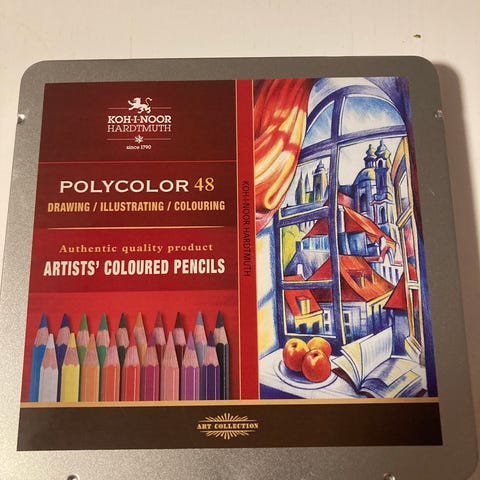 KOH-I-NOOR
HARDTMUTH
since 1790
POLYCOLOR 48
DRAWING / ILLUSTRATING / COLOURING
Authentic quality product
ARTISTS' COLOURED PENCILS
KOH-I-NOOR HARDTMUTH
ART COLLECTION